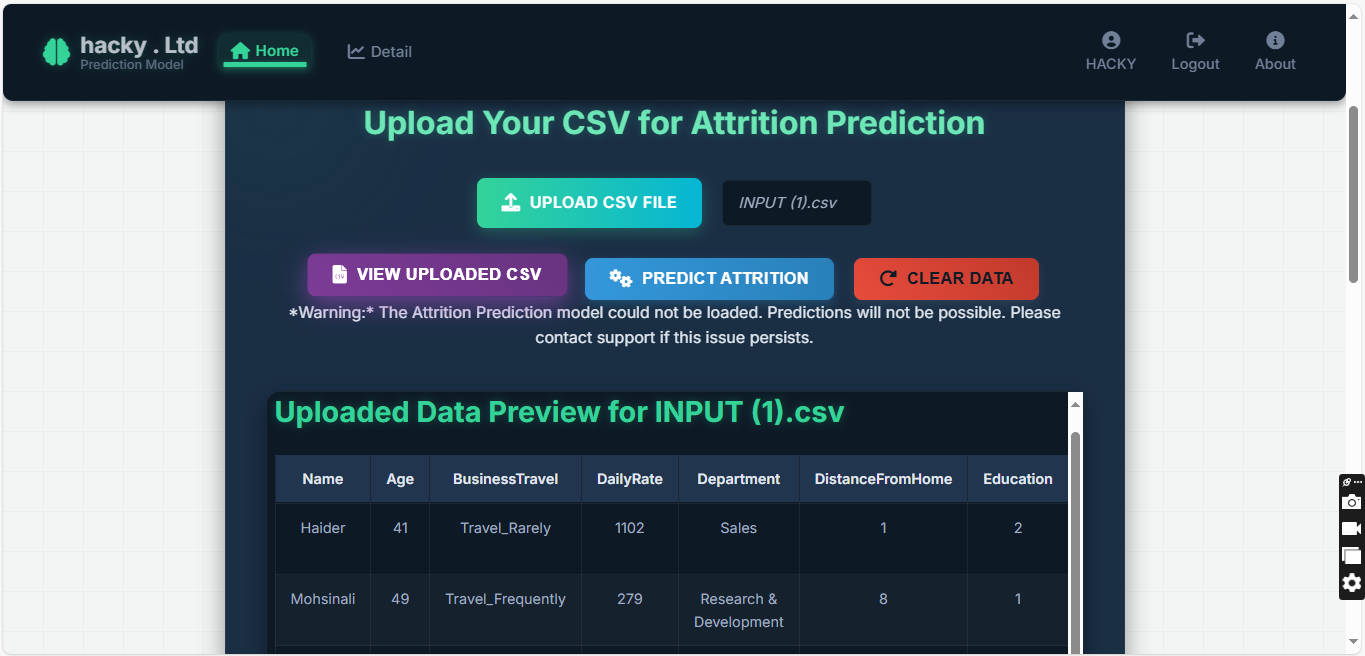 hacky . Ltd
Prediction Model
Home
Detail
HACKY
Logout
About
Upload Your CSV for Attrition Prediction
UPLOAD CSV FILE
INPUT (1).csv
VIEW UPLOADED CSV
PREDICT ATTRITION
CLEAR DATA
*Warning:* The Attrition Prediction model could not be loaded. Predictions will not be possible. Please
contact support if this issue persists.
Uploaded Data Preview for INPUT (1).csv
Name Age BusinessTravel DailyRate Department DistanceFromHome Education
Haider 41 Travel_Rarely 1102 Sales 1 2
Mohsinali 49 Travel_Frequently 279 Research & 8 1
Development